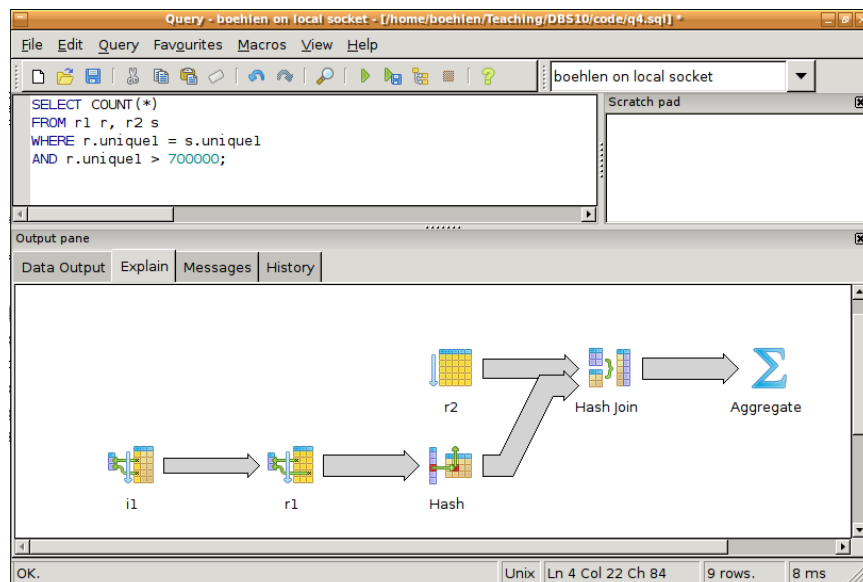 Query - boehlen on local socket - [/home/boehlen/Teaching/DBS10/code/q4.sql] *
File Edit Query Favourites Macros View Help
boehlen on local socket
SELECT COUNT(*)
FROM r1 r, r2 s
WHERE r.unique1 = s.unique1
AND r.unique1 > 700000;
Scratch pad
Output pane
Data Output Explain Messages History
r2 Hash Join Aggregate
i1 r1 Hash
OK. Unix Ln 4 Col 22 Ch 84 9 rows. 8 ms